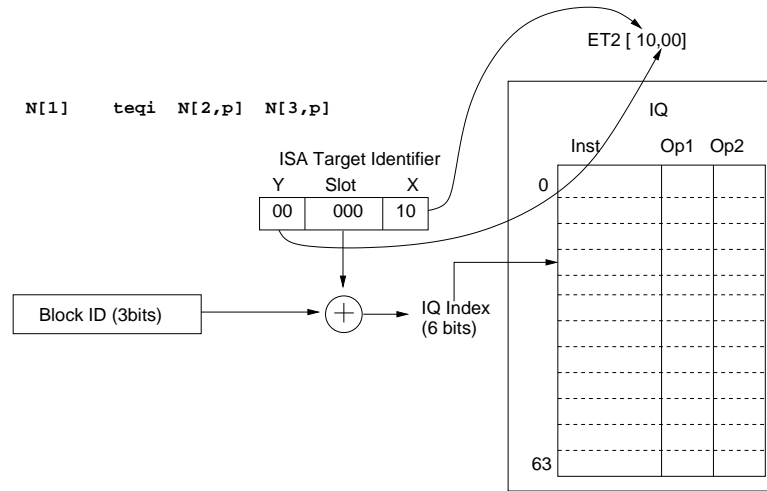 ET2 [ 10,00]
N[1] teqi N[2,p] N[3,p]
IQ
Inst Op1 Op2
ISA Target Identifier
Y Slot X
00 000 10
0
Block ID (3bits)
+
IQ Index
(6 bits)
63